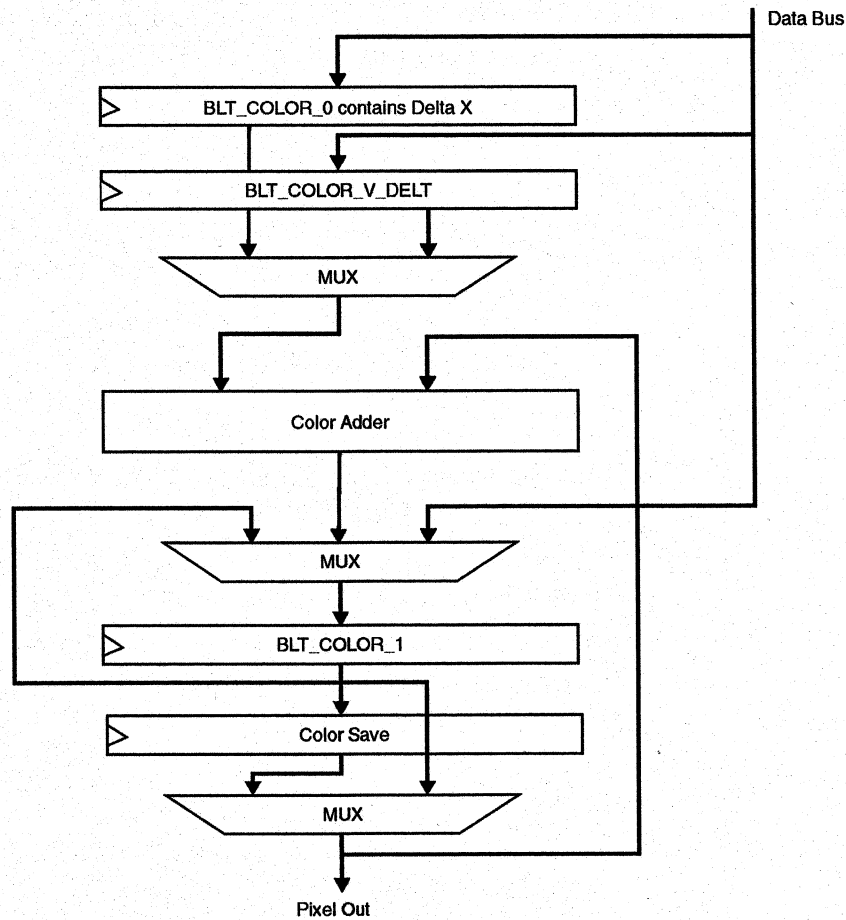 Data Bus
BLT_COLOR_0 contains Delta X
BLT_COLOR_V_DELT
MUX
Color Adder
MUX
BLT_COLOR_1
Color Save
MUX
Pixel Out